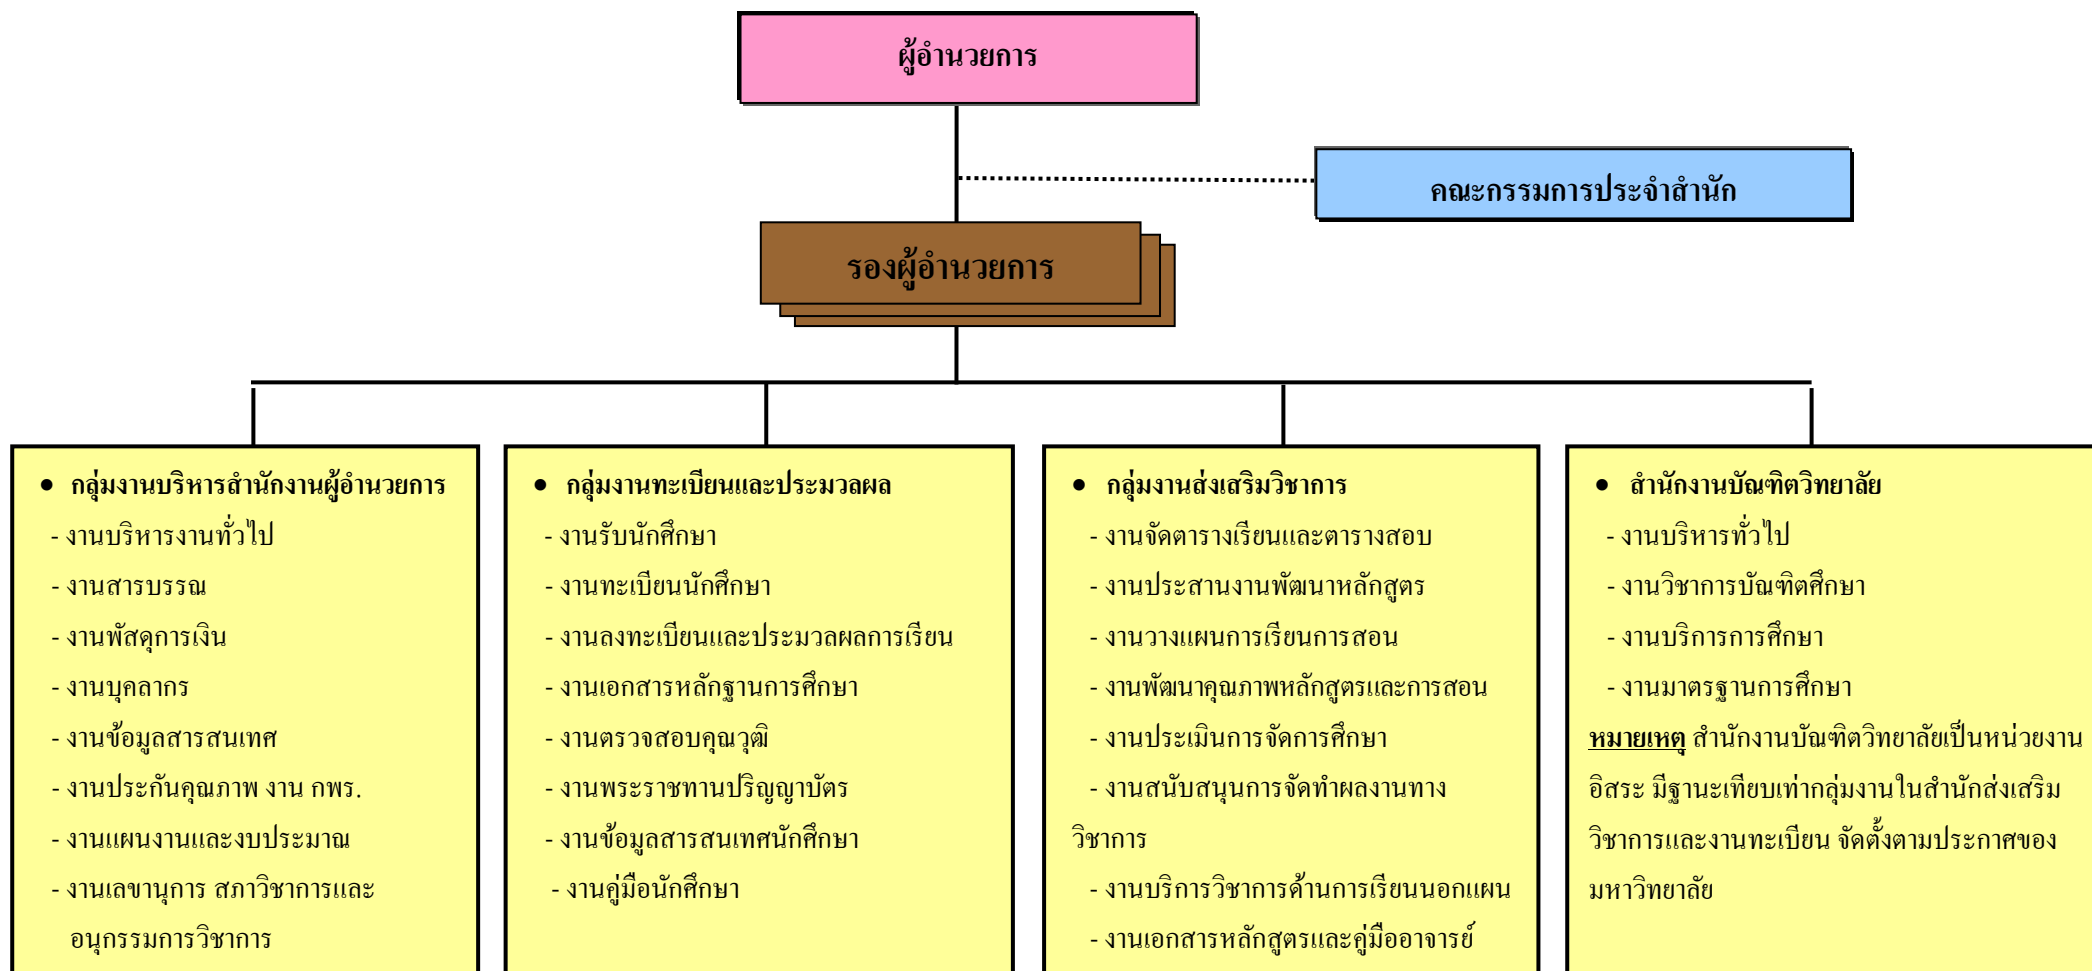 ผู้อำนวยการ
คณะกรรมการประจำสำนัก
รองผู้อำนวยการ
• กลุ่มงานบริหารสำนักงานผู้อำนวยการ
- งานบริหารงานทั่วไป
- งานสารบรรณ
- งานพัสดุการเงิน
- งานบุคลากร
- งานข้อมูลสารสนเทศ
- งานประกันคุณภาพ งาน กพร.
- งานแผนงานและงบประมาณ
- งานเลขานุการ สภาวิชาการและ
อนุกรรมการวิชาการ
• กลุ่มงานทะเบียนและประมวลผล
- งานรับนักศึกษา
- งานทะเบียนนักศึกษา
- งานลงทะเบียนและประมวลผลการเรียน
- งานเอกสารหลักฐานการศึกษา
- งานตรวจสอบคุณวุฒิ
- งานพระราชทานปริญญาบัตร
- งานข้อมูลสารสนเทศนักศึกษา
- งานคู่มือนักศึกษา
• กลุ่มงานส่งเสริมวิชาการ
- งานจัดตารางเรียนและตารางสอบ
- งานประสานงานพัฒนาหลักสูตร
- งานวางแผนการเรียนการสอน
- งานพัฒนาคุณภาพหลักสูตรและการสอน
- งานประเมินการจัดการศึกษา
- งานสนับสนุนการจัดทำผลงานทาง
วิชาการ
- งานบริการวิชาการด้านการเรียนนอกแผน
- งานเอกสารหลักสูตรและคู่มืออาจารย์
• สำนักงานบัณฑิตวิทยาลัย
- งานบริหารทั่วไป
- งานวิชาการบัณฑิตศึกษา
- งานบริการการศึกษา
- งานมาตรฐานการศึกษา
หมายเหตุ สำนักงานบัณฑิตวิทยาลัยเป็นหน่วยงาน
อิสระ มีฐานะเทียบเท่ากลุ่มงานในสำนักส่งเสริม
วิชาการและงานทะเบียน จัดตั้งตามประกาศของ
มหาวิทยาลัย